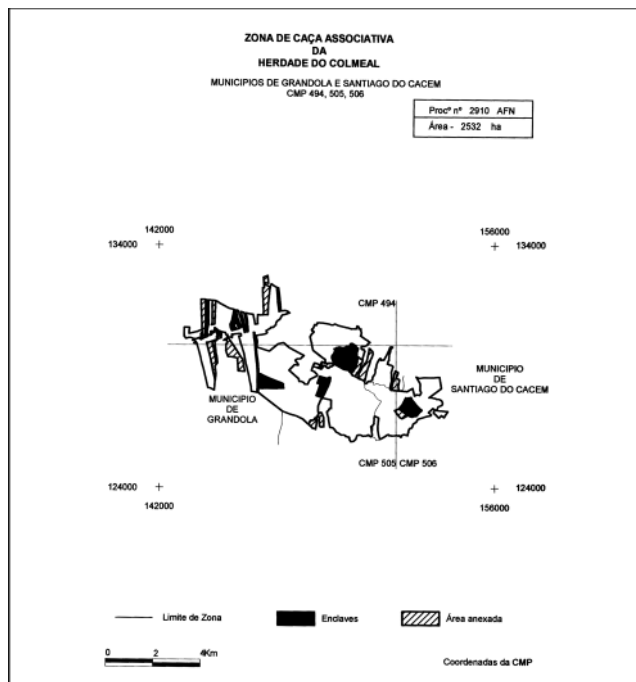 ZONA DE CAÇA ASSOCIATIVA
DA
HERDADE DO COLMEAL
MUNICIPIOS DE GRANDOLA E SANTIAGO DO CACEM
CMP 494, 505, 506
Procº nº 2910 AFN
Área - 2532 ha
142000
156000
134000
134000
CMP 494
MUNICIPIO
DE
SANTIAGO DO CACEM
MUNICIPIO
DE
GRANDOLA
CMP 505 CMP 506
124000
124000
142000
156000
Limite de Zona
Enclaves
Área anexada
0 2 4Km
Coordenadas da CMP